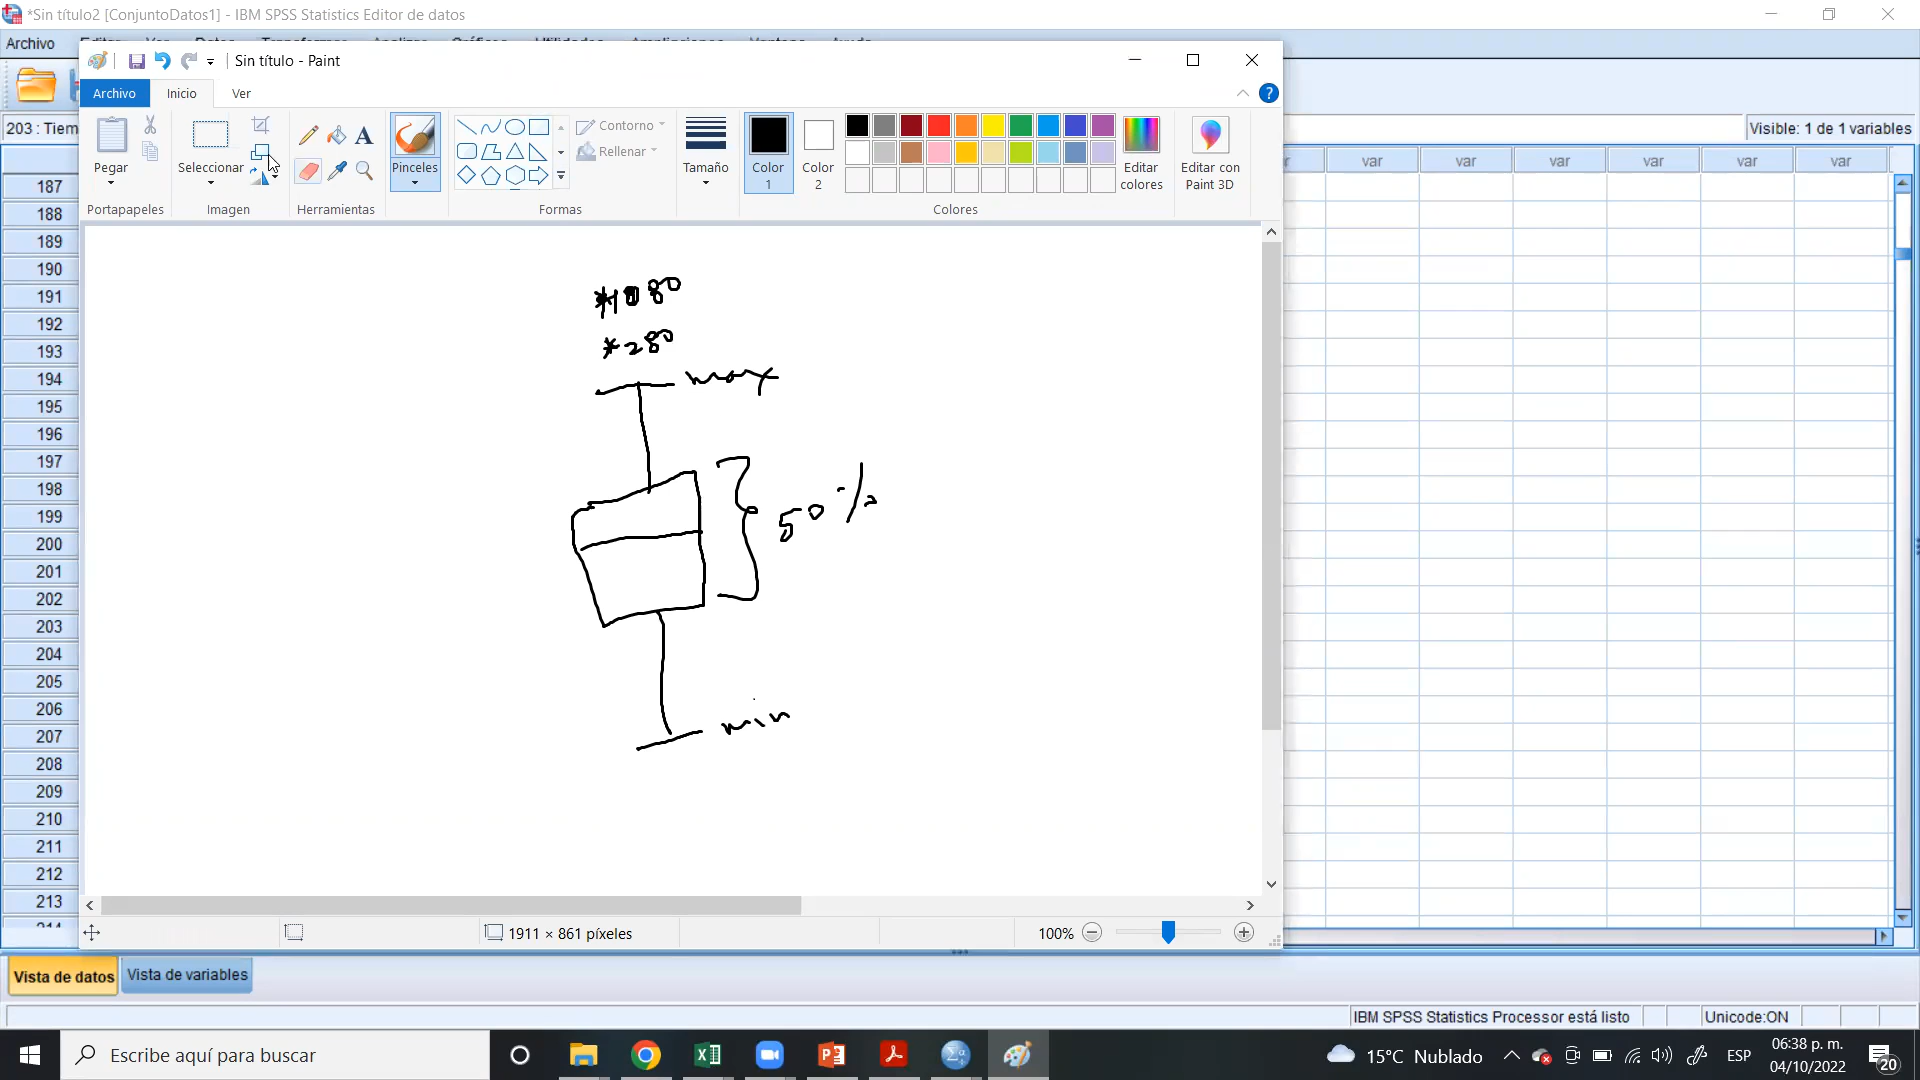 *Sin título2 [ConjuntoDatos1] - IBM SPSS Statistics Editor de datos
Archivo
Sin título - Paint
Archivo Inicio Ver
Pegar
Seleccionar
Pinceles
Contorno
Rellenar
Tamaño
Color 1
Color 2
Editar colores
Editar con Paint 3D
Portapapeles Imagen Herramientas Formas Colores
203 : Tiem
Visible: 1 de 1 variables
var var var var var var
187
188
189
190
191
192
193
194
195
196
197
198
199
200
201
202
203
204
205
206
207
208
209
210
211
212
213
*280
max
50%
min
1911 × 861 píxeles
100%
Vista de datos Vista de variables
IBM SPSS Statistics Processor está listo
Unicode:ON
Escribe aquí para buscar
15°C Nublado
ESP
06:38 p. m.
04/10/2022
20